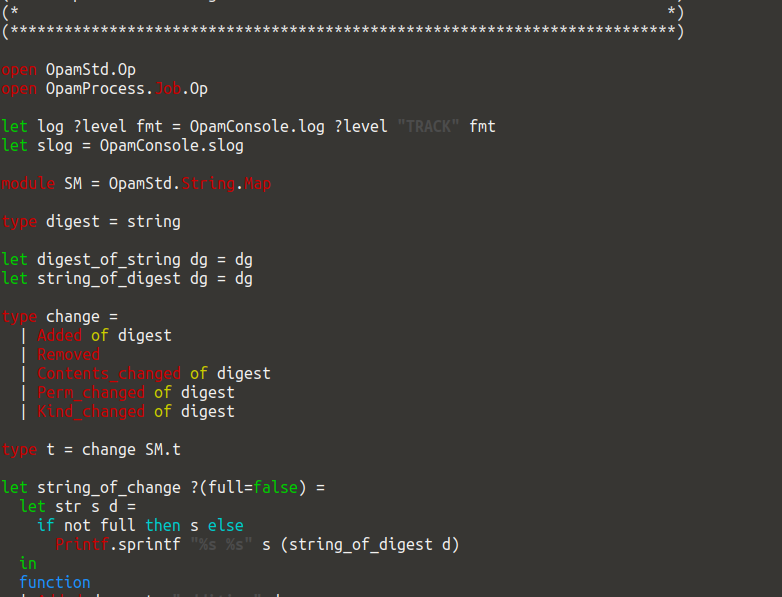 (*                                                                        *)
(**************************************************************************)
open OpamStd.Op
open OpamProcess.Job.Op
let log ?level fmt = OpamConsole.log ?level "TRACK" fmt
let slog = OpamConsole.slog
module SM = OpamStd.String.Map
type digest = string
let digest_of_string dg = dg
let string_of_digest dg = dg
type change =
  | Added of digest
  | Removed
  | Contents_changed of digest
  | Perm_changed of digest
  | Kind_changed of digest
type t = change SM.t
let string_of_change ?(full=false) =
  let str s d =
    if not full then s else
      Printf.sprintf "%s %s" s (string_of_digest d)
  in
  function